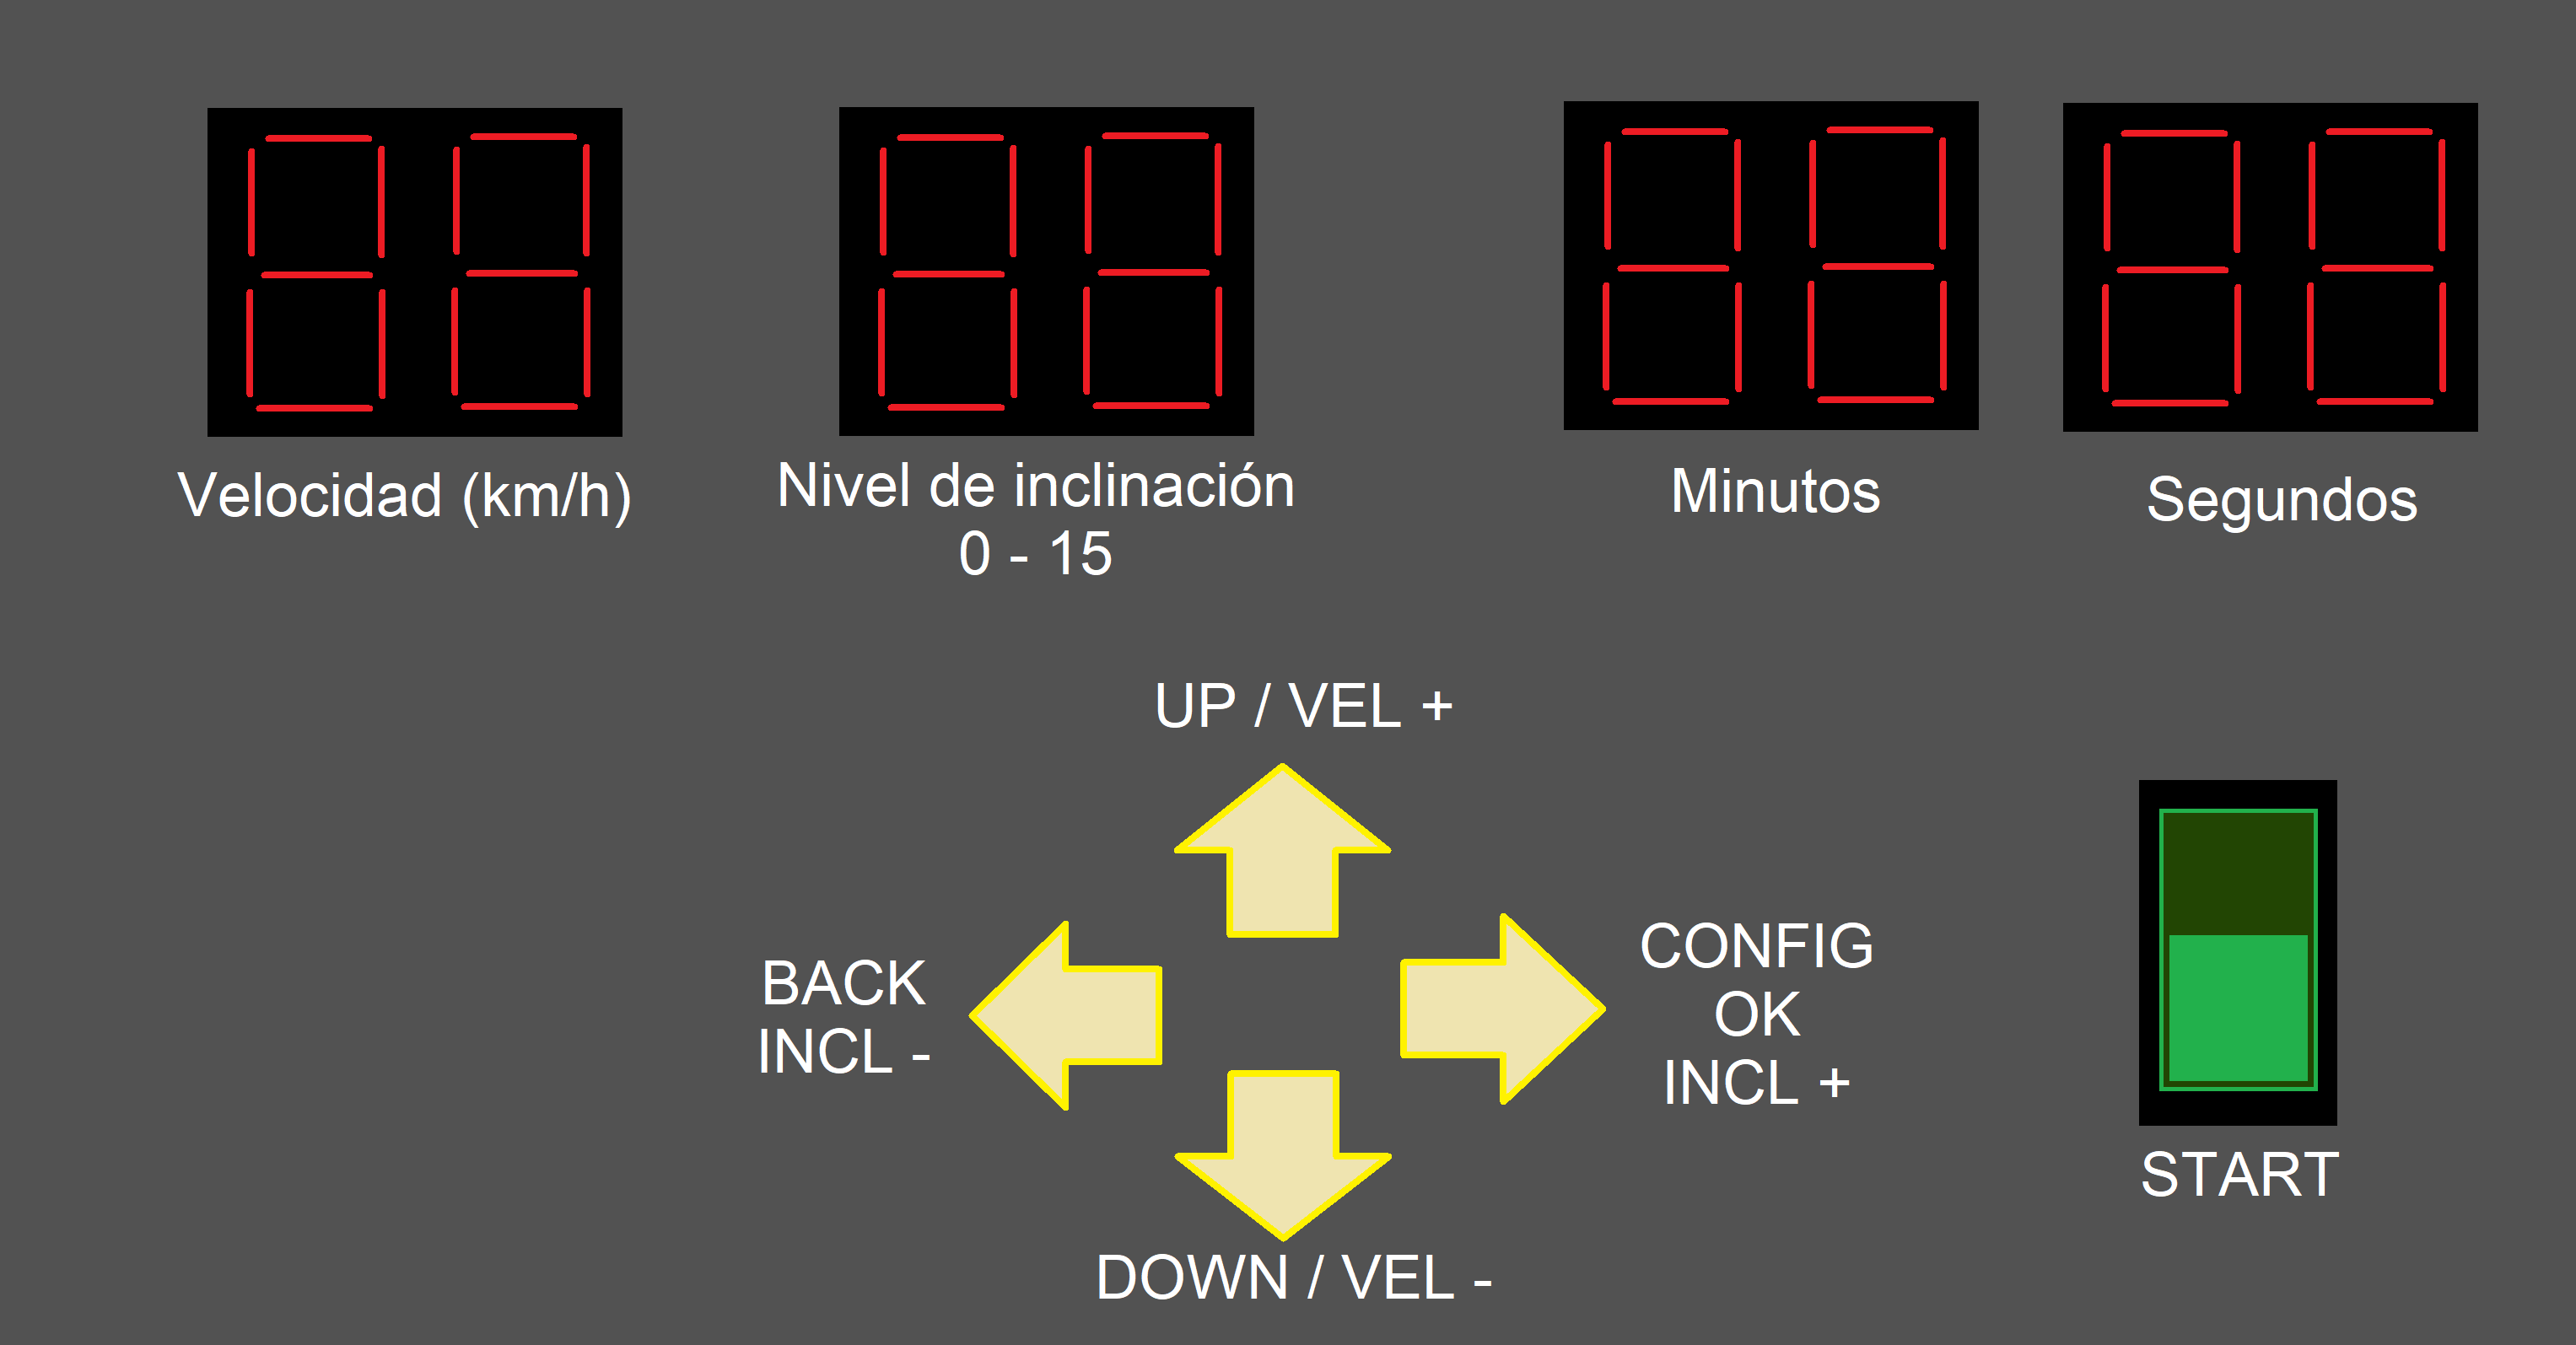 88
88
88
88
Velocidad (km/h)
Nivel de inclinación
0 - 15
Minutos
Segundos
UP / VEL +
BACK
INCL -
CONFIG
OK
INCL +
START
DOWN / VEL -